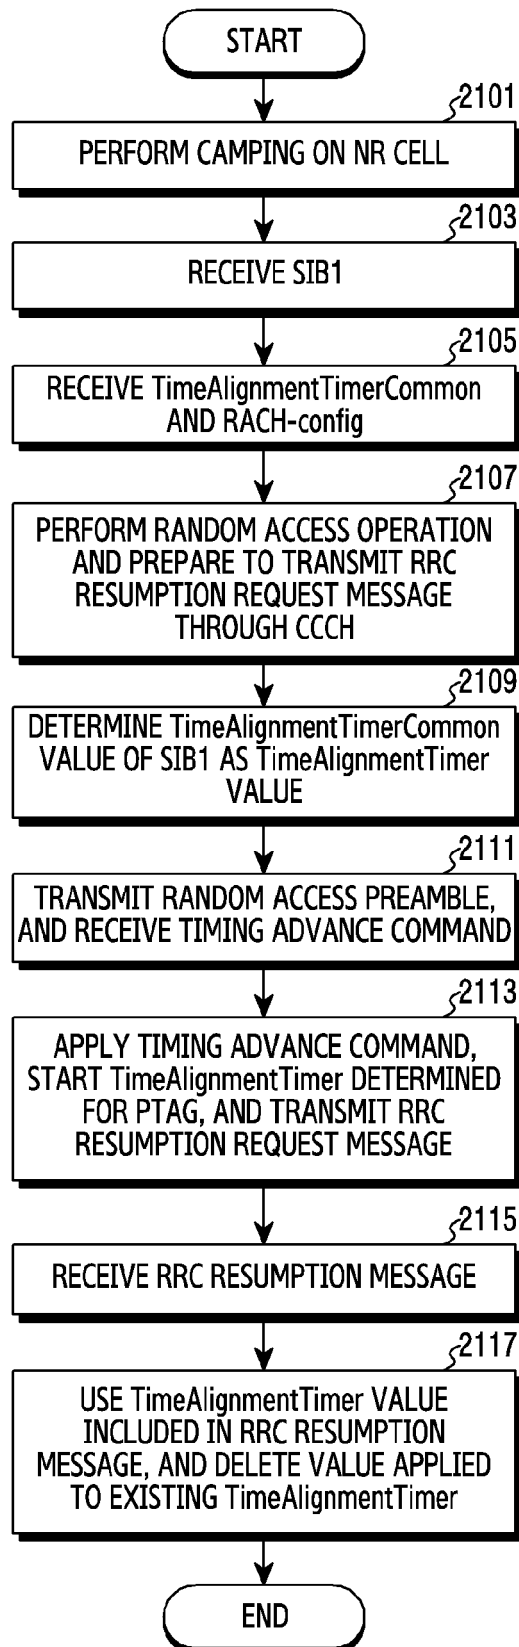 START
2101
PERFORM CAMPING ON NR CELL
2103
RECEIVE SIB1
2105
RECEIVE TimeAlignmentTimerCommon
AND RACH-config
2107
PERFORM RANDOM ACCESS OPERATION
AND PREPARE TO TRANSMIT RRC
RESUMPTION REQUEST MESSAGE
THROUGH CCCH
2109
DETERMINE TimeAlignmentTimerCommon
VALUE OF SIB1 AS TimeAlignmentTimer
VALUE
2111
TRANSMIT RANDOM ACCESS PREAMBLE,
AND RECEIVE TIMING ADVANCE COMMAND
2113
APPLY TIMING ADVANCE COMMAND,
START TimeAlignmentTimer DETERMINED
FOR PTAG, AND TRANSMIT RRC
RESUMPTION REQUEST MESSAGE
2115
RECEIVE RRC RESUMPTION MESSAGE
2117
USE TimeAlignmentTimer VALUE
INCLUDED IN RRC RESUMPTION
MESSAGE, AND DELETE VALUE APPLIED
TO EXISTING TimeAlignmentTimer
END